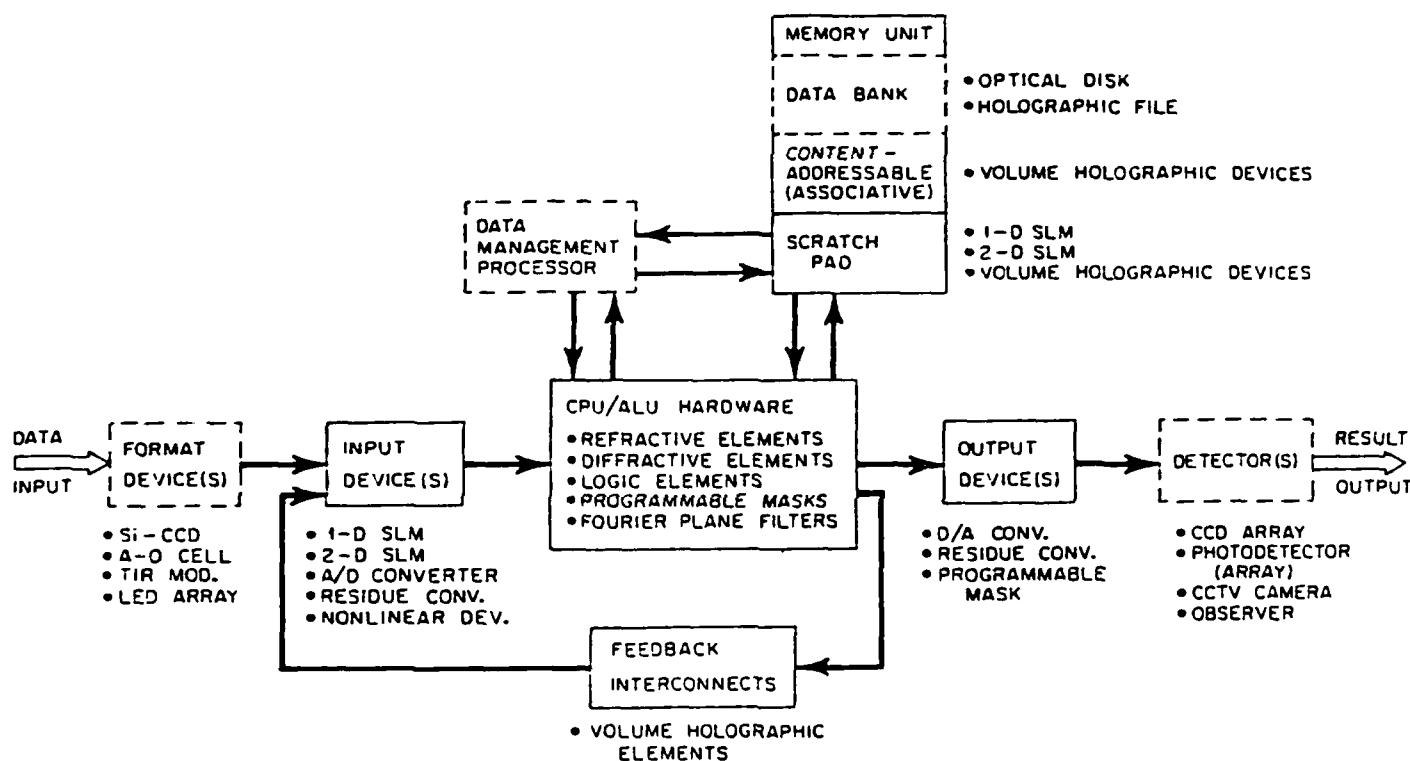 MEMORY UNIT
DATA BANK
• OPTICAL DISK
• HOLOGRAPHIC FILE
CONTENT-
ADDRESSABLE
(ASSOCIATIVE)
• VOLUME HOLOGRAPHIC DEVICES
SCRATCH
PAD
• 1-D SLM
• 2-D SLM
• VOLUME HOLOGRAPHIC DEVICES
DATA
MANAGEMENT
PROCESSOR
DATA
INPUT
FORMAT
DEVICE(S)
• Si-CCD
• A-O CELL
• TIR MOD.
• LED ARRAY
INPUT
DEVICE(S)
• 1-D SLM
• 2-D SLM
• A/D CONVERTER
• RESIDUE CONV.
• NONLINEAR DEV.
CPU/ALU HARDWARE
• REFRACTIVE ELEMENTS
• DIFFRACTIVE ELEMENTS
• LOGIC ELEMENTS
• PROGRAMMABLE MASKS
• FOURIER PLANE FILTERS
OUTPUT
DEVICE(S)
• D/A CONV.
• RESIDUE CONV.
• PROGRAMMABLE
MASK
DETECTOR(S)
• CCD ARRAY
• PHOTODETECTOR
(ARRAY)
• CCTV CAMERA
• OBSERVER
RESULT
OUTPUT
FEEDBACK
INTERCONNECTS
• VOLUME HOLOGRAPHIC
ELEMENTS